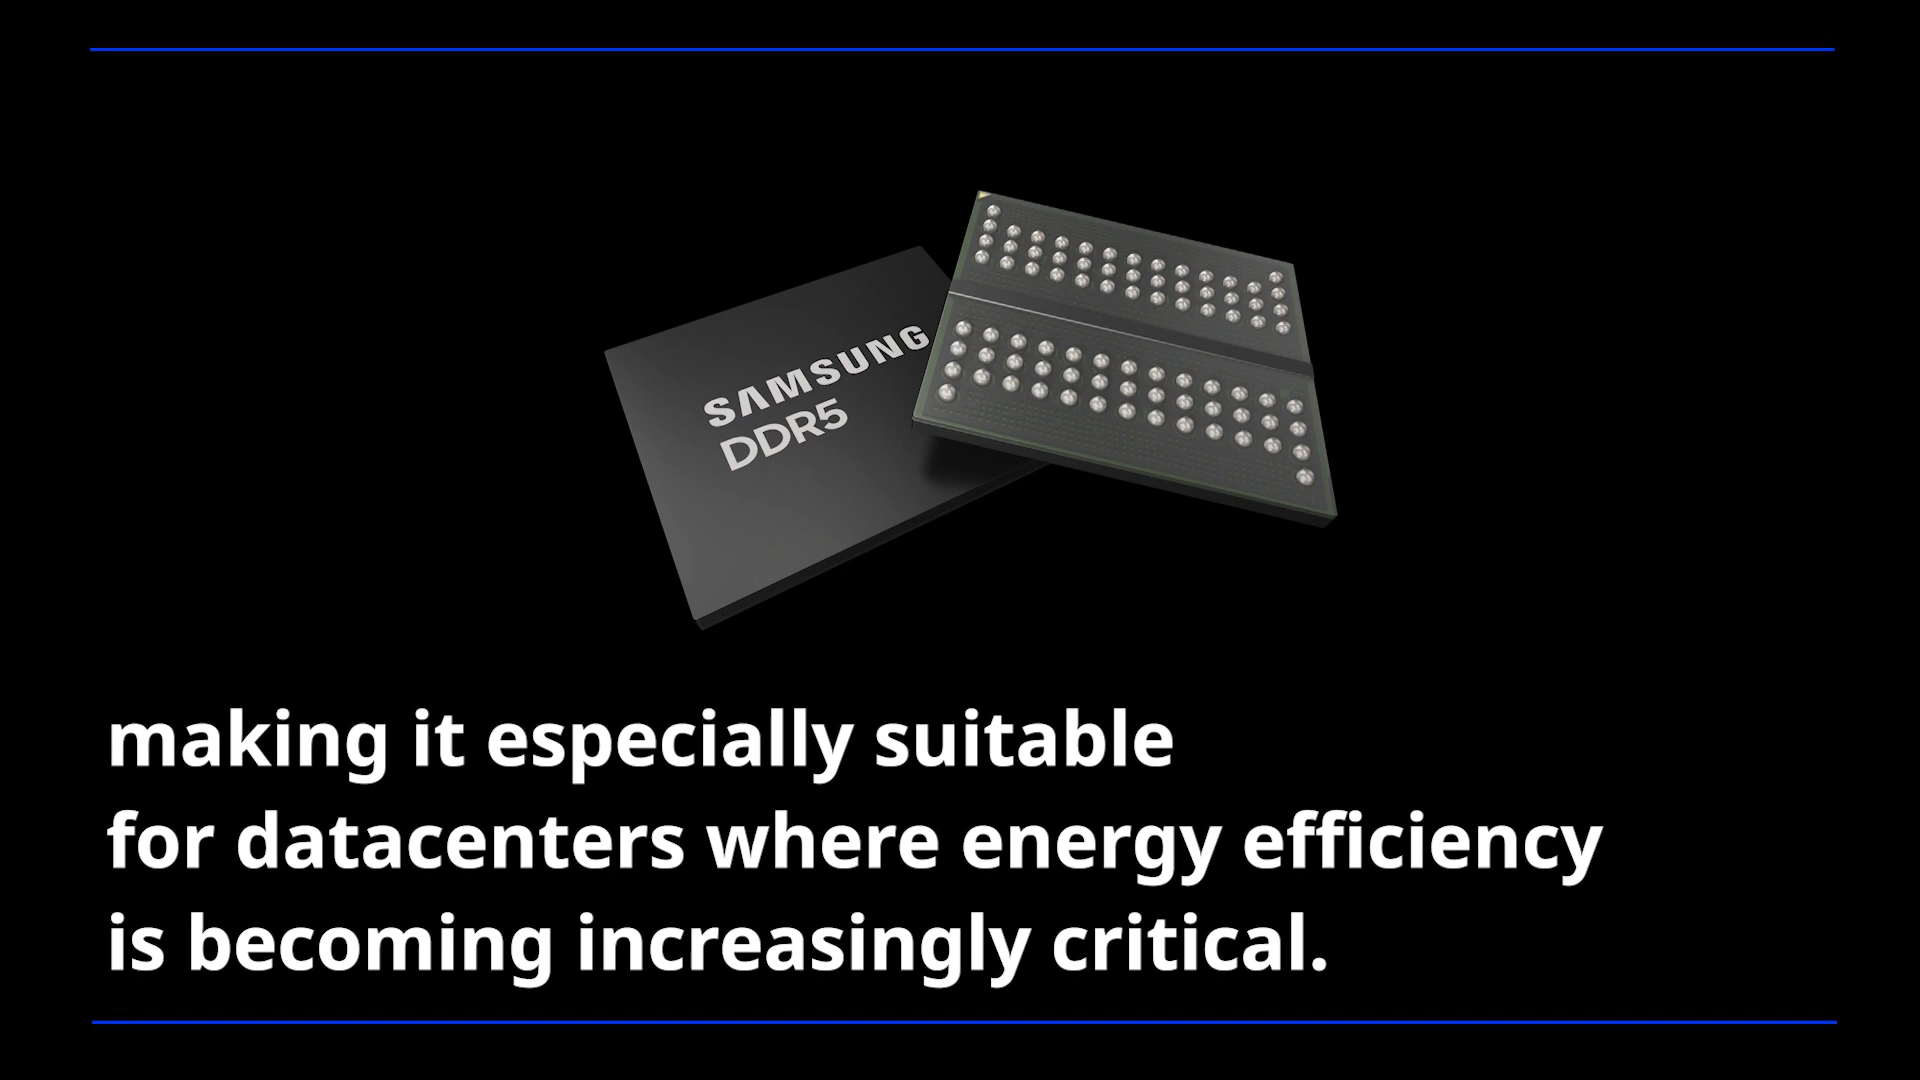 SAMSUNG
DDR5
making it especially suitable
for datacenters where energy efficiency
is becoming increasingly critical.